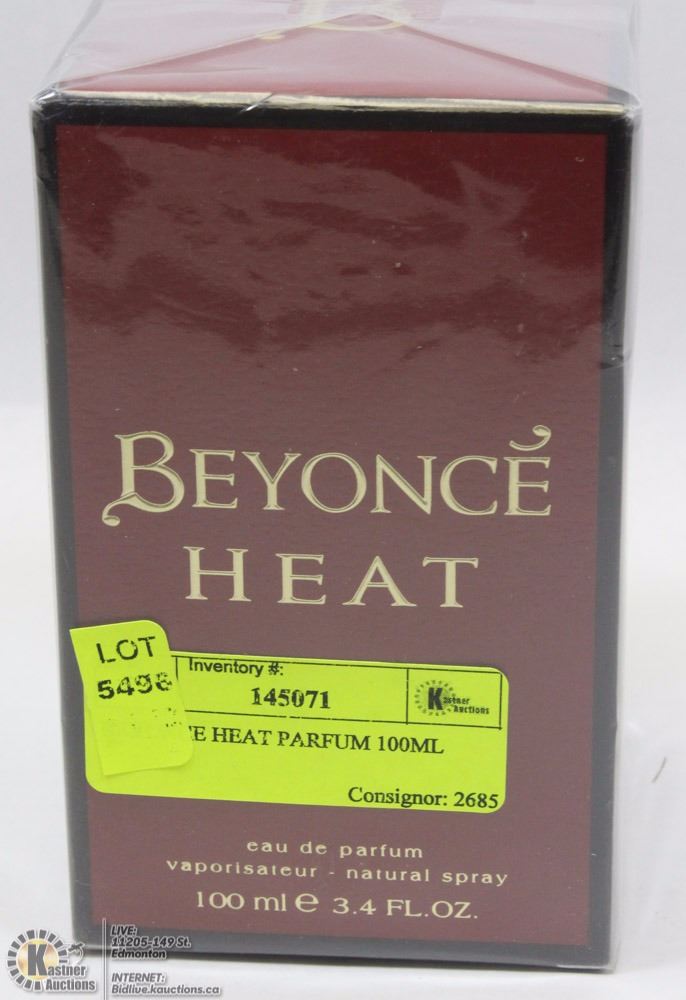 BEYONCÉ
HEAT
LOT
Inventory #:
145071
Kastner
Auctions
HEAT PARFUM 100ML
Consignor: 2685
eau de parfum
vaporisateur - natural spray
100 ml e 3.4 FL.OZ.
LIVE:
11205-149 St.
Edmonton
Kastner
Auctions
INTERNET:
Bidlive.kauctions.ca